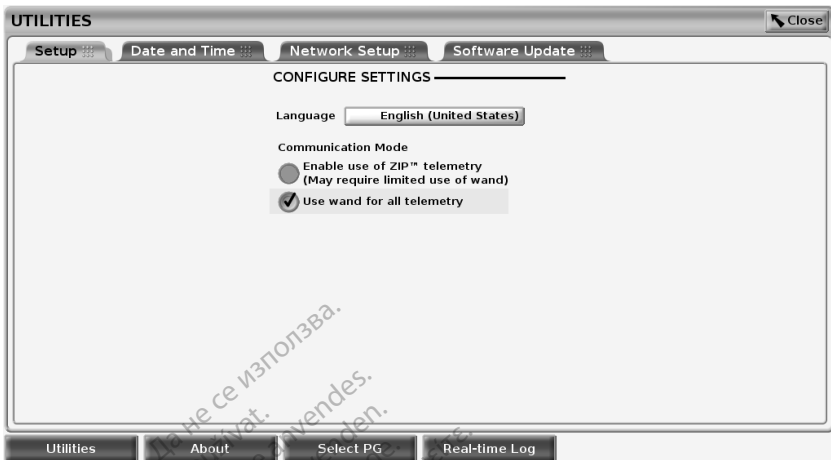 UTILITIES
Close
Setup
Date and Time
Network Setup
Software Update
CONFIGURE SETTINGS
Language
English (United States)
Communication Mode
Enable use of ZIP™ telemetry
(May require limited use of wand)
Use wand for all telemetry
Да не се използва.
anvendes.
Utilities
About
Select PG
Real-time Log